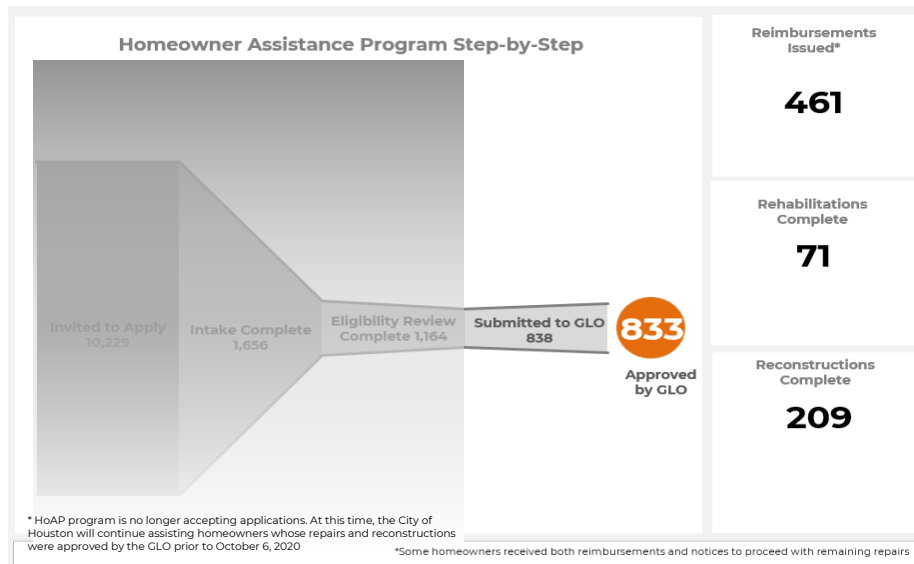 Homeowner Assistance Program Step-by-Step
Invited to Apply
10,229
Intake Complete
1,656
Eligibility Review
Complete 1,164
Submitted to GLO
838
833
Approved
by GLO
* HoAP program is no longer accepting applications. At this time, the City of
Houston will continue assisting homeowners whose repairs and reconstructions
were approved by the GLO prior to October 6, 2020
Reimbursements
Issued*
461
Rehabilitations
Complete
71
Reconstructions
Complete
209
*Some homeowners received both reimbursements and notices to proceed with remaining repairs